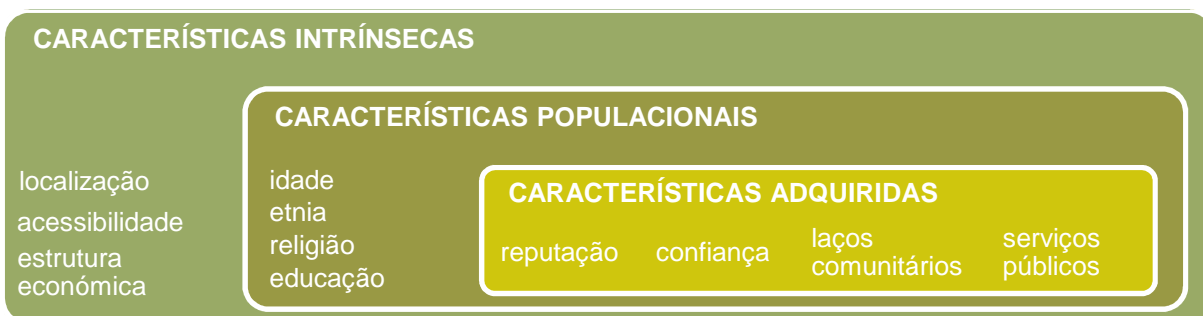 CARACTERÍSTICAS INTRÍNSECAS
localização
acessibilidade
estrutura
económica
CARACTERÍSTICAS POPULACIONAIS
idade
etnia
religião
educação
CARACTERÍSTICAS ADQUIRIDAS
reputação
confiança
laços
comunitários
serviços
públicos